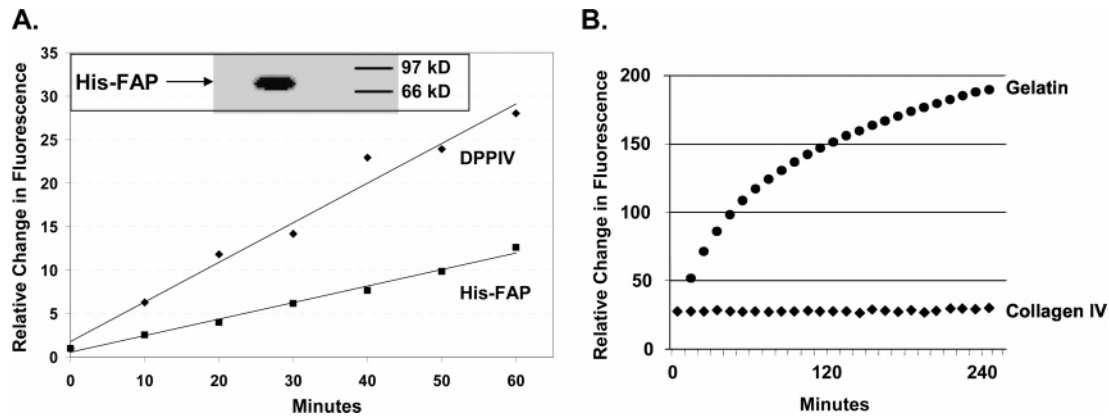 A.
Relative Change in Fluorescence
35
30
25
20
15
10
5
0
His-FAP
97 kD
66 kD
DPPIV
His-FAP
0 10 20 30 40 50 60
Minutes
B.
Relative Change in Fluorescence
200
150
100
50
0
Gelatin
Collagen IV
0 120 240
Minutes